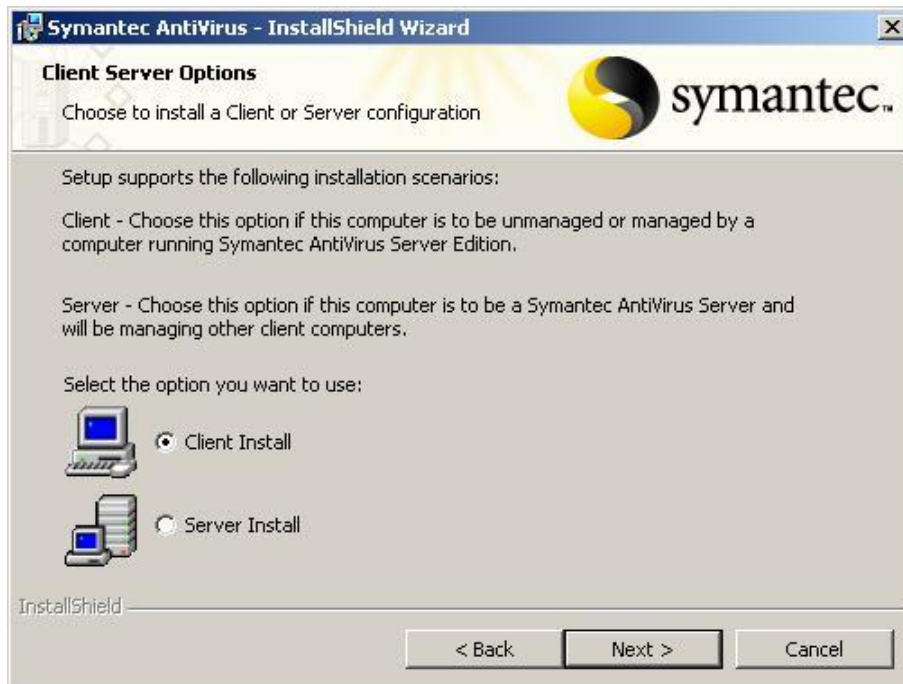 Symantec AntiVirus - InstallShield Wizard
Client Server Options
Choose to install a Client or Server configuration
symantec™
Setup supports the following installation scenarios:
Client - Choose this option if this computer is to be unmanaged or managed by a
computer running Symantec AntiVirus Server Edition.
Server - Choose this option if this computer is to be a Symantec AntiVirus Server and
will be managing other client computers.
Select the option you want to use:
Client Install
Server Install
InstallShield
< Back
Next >
Cancel